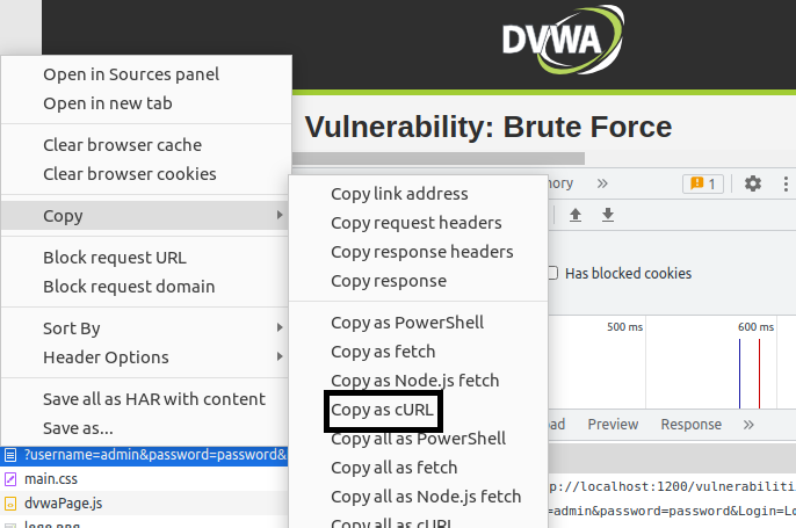 DVWA
Vulnerability: Brute Force
Open in Sources panel
Open in new tab
Clear browser cache
Clear browser cookies
Copy
Block request URL
Block request domain
Sort By
Header Options
Save all as HAR with content
Save as...
Copy link address
Copy request headers
Copy response headers
Copy response
Copy as PowerShell
Copy as fetch
Copy as Node.js fetch
Copy as cURL
Copy all as PowerShell
Copy all as fetch
Copy all as Node.js fetch
Copy all as cURL
ory
1
Has blocked cookies
500 ms
600 ms
ad Preview Response
?username=admin&password=password&
main.css
dvwaPage.js
logo.png
p://localhost:1200/vulnerabiliti
=admin&password=password&Login=Lo